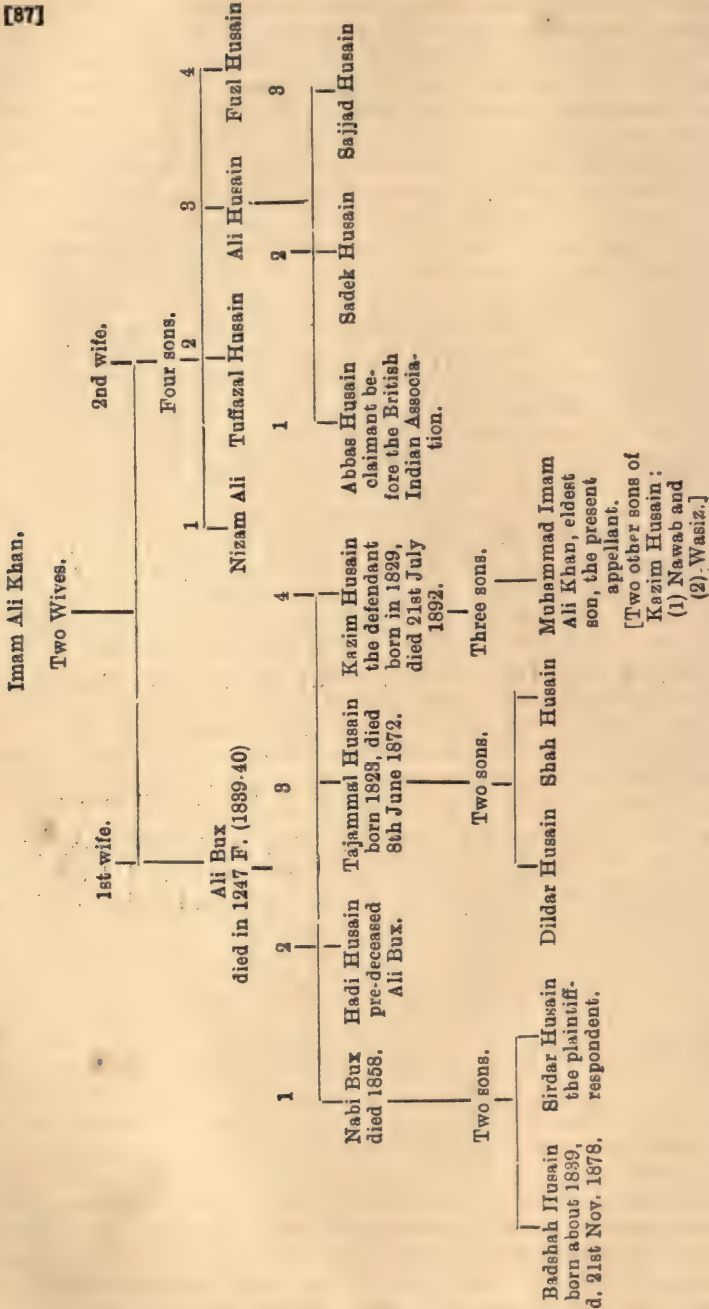 [87]
Imam Ali Khan,
Two Wives.
1st wife.
2nd wife.
Ali Bux
died in 1247 F. (1839-40)
Four sons.
1
2
3
4
Nizam Ali
Tuffazal Husain
Ali Husain
Fuzl Husain
1
2
3
4
Nabi Bux
died 1858.
Hadi Husain
pre-deceased
Ali Bux.
Tajammal Husain
born 1823, died
8th June 1872.
Kazim Husain
the defendant
born in 1829,
died 21st July
1892.
1
2
3
Abbas Husain
claimant be-
fore the British
Indian Associa-
tion.
Sadek Husain
Sajjad Husain
Two sons.
Two sons.
Three sons.
Badshah Husain
born about 1839,
d. 21st Nov. 1878.
Sirdar Husain
the plaintiff-
respondent.
Dildar Husain
Shah Husain
Muhammad Imam
Ali Khan, eldest
son, the present
appellant.
[Two other sons of
Kazim Husain:
(1) Nawab and
(2) Wasiz.]